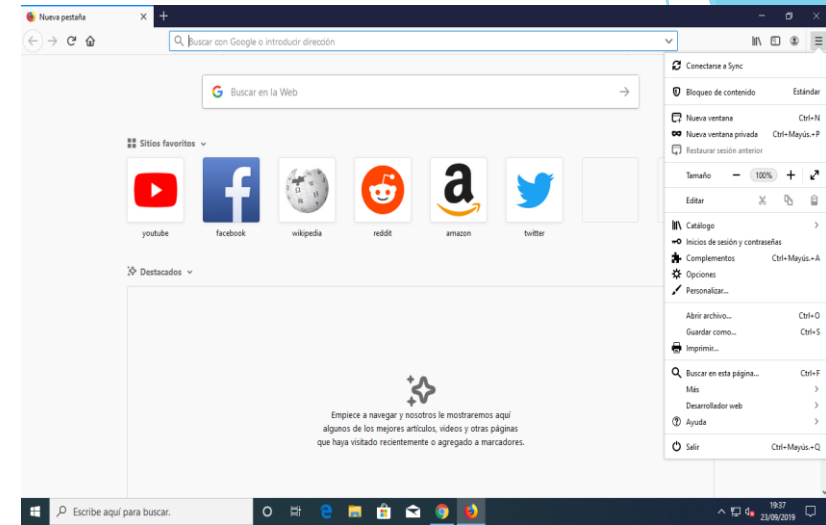 Nueva pestaña
Buscar con Google o introducir dirección
Buscar en la Web
Sitios favoritos
youtube
facebook
wikipedia
reddit
amazon
twitter
Destacados
Empiece a navegar y nosotros le mostraremos aquí
algunos de los mejores artículos, videos y otras páginas
que haya visitado recientemente o agregado a marcadores.
Conectarse a Sync
Bloqueo de contenido Estándar
Nueva ventana Ctrl+N
Nueva ventana privada Ctrl+Mayús.+P
Restaurar sesión anterior
Tamaño 100%
Editar
Catálogo
Inicios de sesión y contraseñas
Complementos Ctrl+Mayús.+A
Opciones
Personalizar...
Abrir archivo... Ctrl+O
Guardar como... Ctrl+S
Imprimir...
Buscar en esta página... Ctrl+F
Más
Desarrollador web
Ayuda
Salir Ctrl+Mayús.+Q
Escribe aquí para buscar.
19:37
23/09/2019